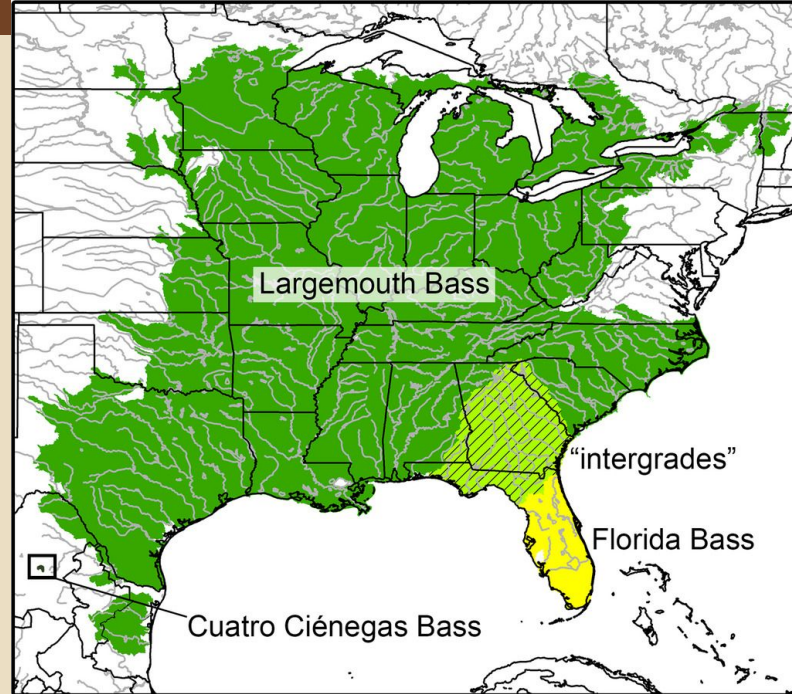 Largemouth Bass
“intergrades”
Florida Bass
Cuatro Ciénegas Bass